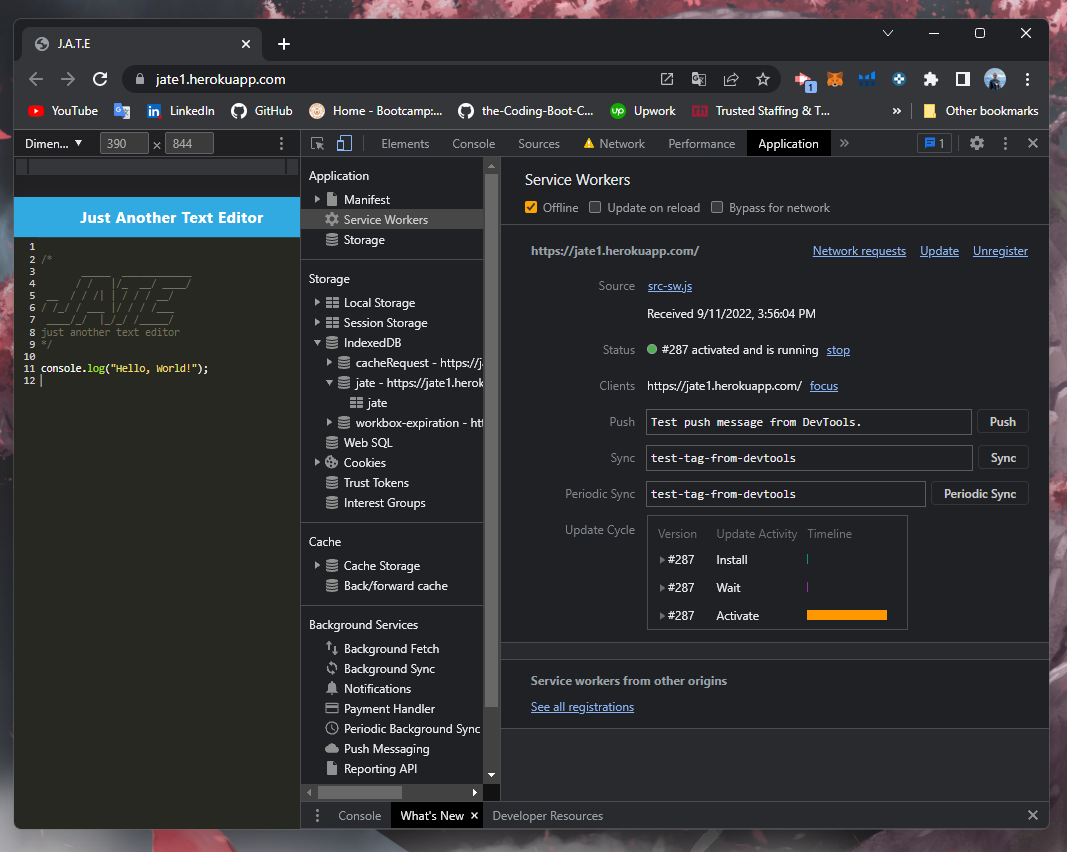 J.A.T.E
jate1.herokuapp.com
1
YouTube
LinkedIn
GitHub
Home - Bootcamp:...
the-Coding-Boot-C...
up
Upwork
Trusted Staffing & T...
»
Other bookmarks
Dimen... ▼ 390 × 844
Elements Console Sources Network Performance Application » 1
Just Another Text Editor
1
2 /*
3
4
5
6
7
8 just another text editor
9 */
10
11 console.log("Hello, World!");
12
Application
Manifest
Service Workers
Storage
Storage
Local Storage
Session Storage
IndexedDB
cacheRequest - https://j
jate - https://jate1.herok
jate
workbox-expiration - htt
Web SQL
Cookies
Trust Tokens
Interest Groups
Cache
Cache Storage
Back/forward cache
Background Services
Background Fetch
Background Sync
Notifications
Payment Handler
Periodic Background Sync
Push Messaging
Reporting API
Service Workers
Offline Update on reload Bypass for network
https://jate1.herokuapp.com/ Network requests Update Unregister
Source src-sw.js
Received 9/11/2022, 3:56:04 PM
Status #287 activated and is running stop
Clients https://jate1.herokuapp.com/ focus
Push Test push message from DevTools. Push
Sync test-tag-from-devtools Sync
Periodic Sync test-tag-from-devtools Periodic Sync
Update Cycle Version Update Activity Timeline
#287 Install
#287 Wait
#287 Activate
Service workers from other origins
See all registrations
Console What's New × Developer Resources